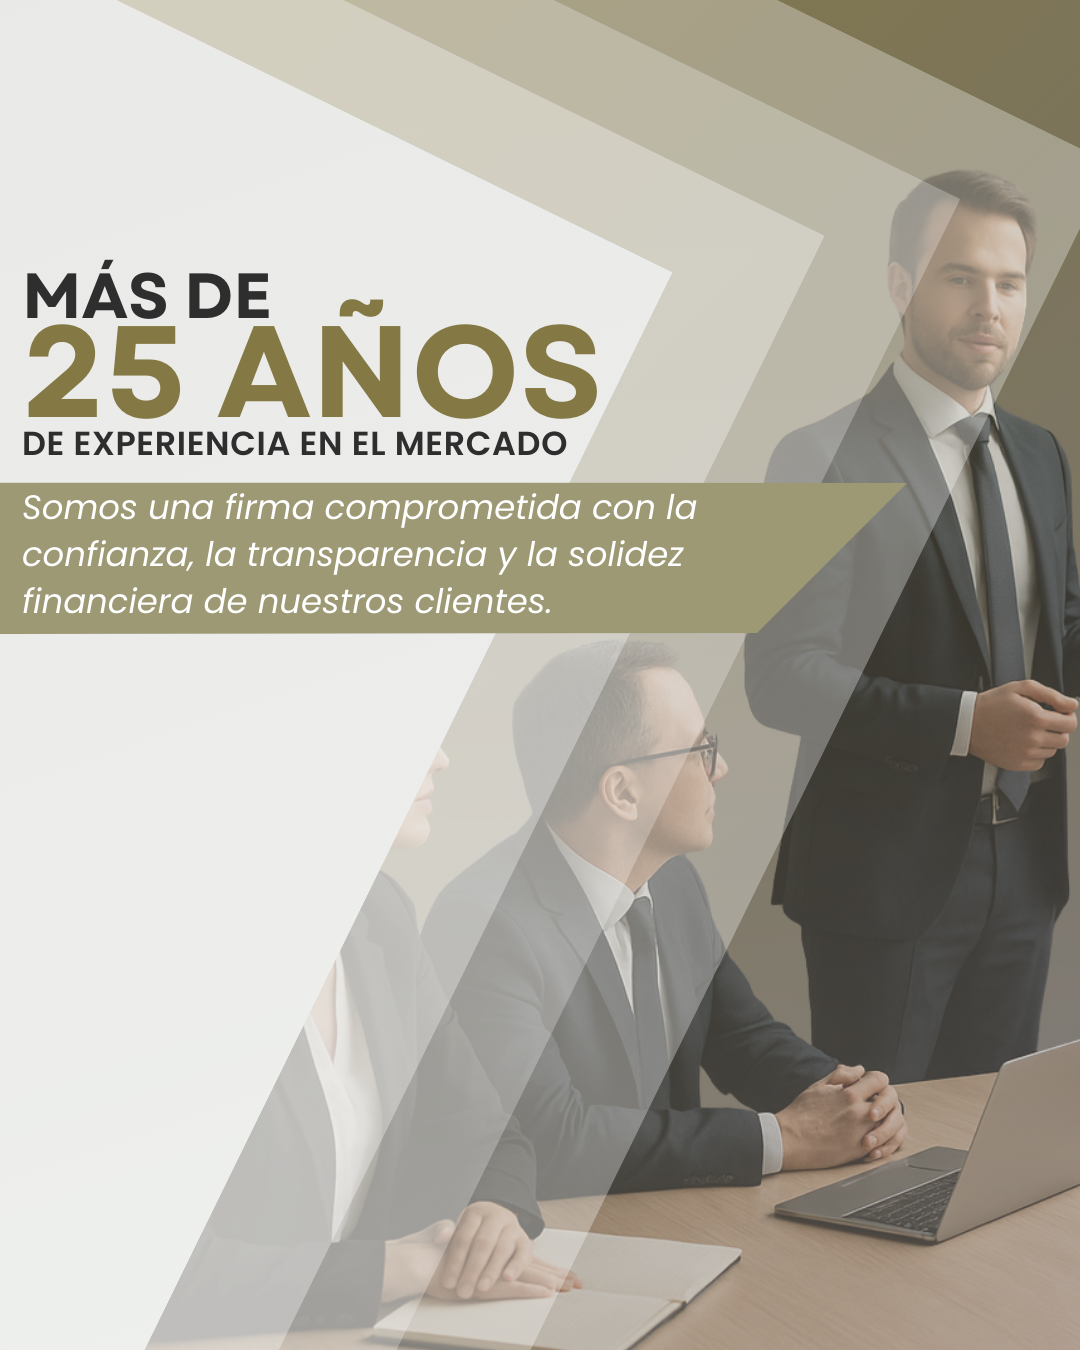 MÁS DE
25 AÑOS
DE EXPERIENCIA EN EL MERCADO
Somos una firma comprometida con la
confianza, la transparencia y la solidez
financiera de nuestros clientes.